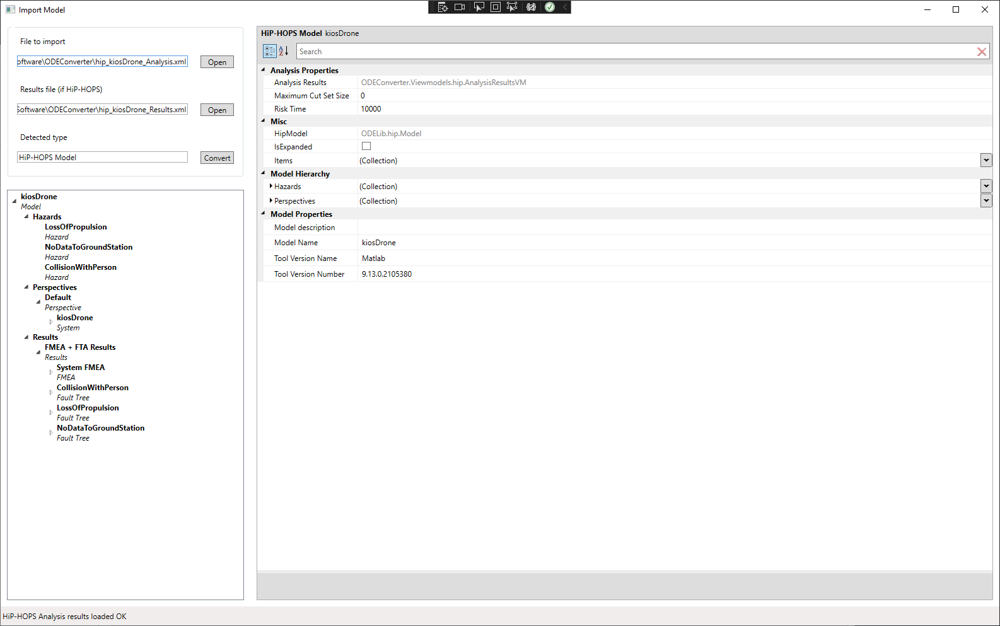 Import Model
File to import
oftware\ODEConverter\hip_kiosDrone_Analysis.xml
Open
Results file (if HiP-HOPS)
Software\ODEConverter\hip_kiosDrone_Results.xml
Open
Detected type
HiP-HOPS Model
Convert
kiosDrone
Model
Hazards
LossOfPropulsion
Hazard
NoDataToGroundStation
Hazard
CollisionWithPerson
Hazard
Perspectives
Default
Perspective
kiosDrone
System
Results
FMEA + FTA Results
Results
System FMEA
FMEA
CollisionWithPerson
Fault Tree
LossOfPropulsion
Fault Tree
NoDataToGroundStation
Fault Tree
HiP-HOPS Model kiosDrone
A Z Search
Analysis Properties
Analysis Results ODEConverter.Viewmodels.hip.AnalysisResultsVM
Maximum Cut Set Size 0
Risk Time 10000
Misc
HipModel ODELib.hip.Model
IsExpanded
Items (Collection)
Model Hierarchy
Hazards (Collection)
Perspectives (Collection)
Model Properties
Model description
Model Name kiosDrone
Tool Version Name Matlab
Tool Version Number 9.13.0.2105380
HiP-HOPS Analysis results loaded OK